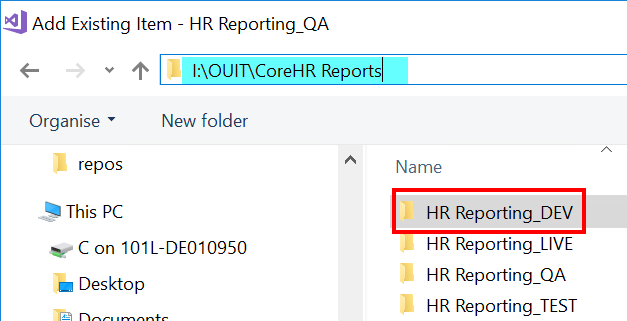 Add Existing Item - HR Reporting_QA
I:\OUIT\CoreHR Reports
Organise New folder
repos
This PC
C on 101L-DE010950
Desktop
Documents
Name
HR Reporting_DEV
HR Reporting_LIVE
HR Reporting_QA
HR Reporting_TEST